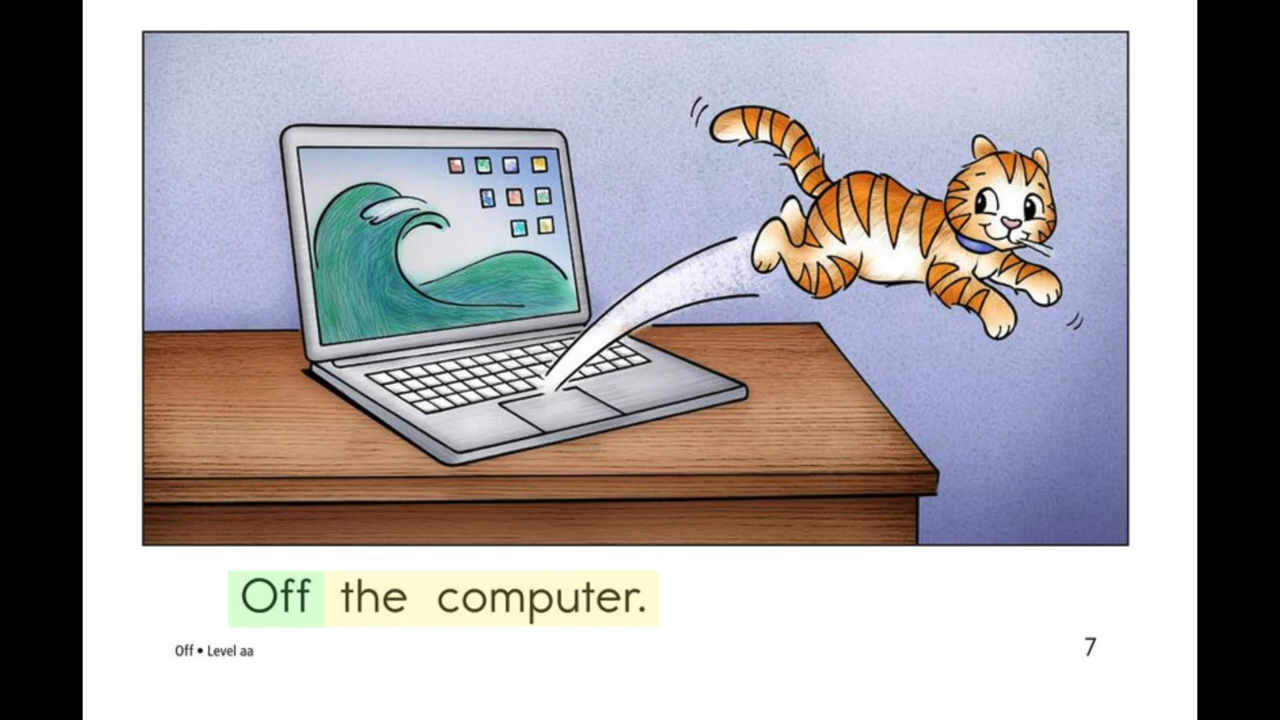 Off the computer.
Off • Level aa
7